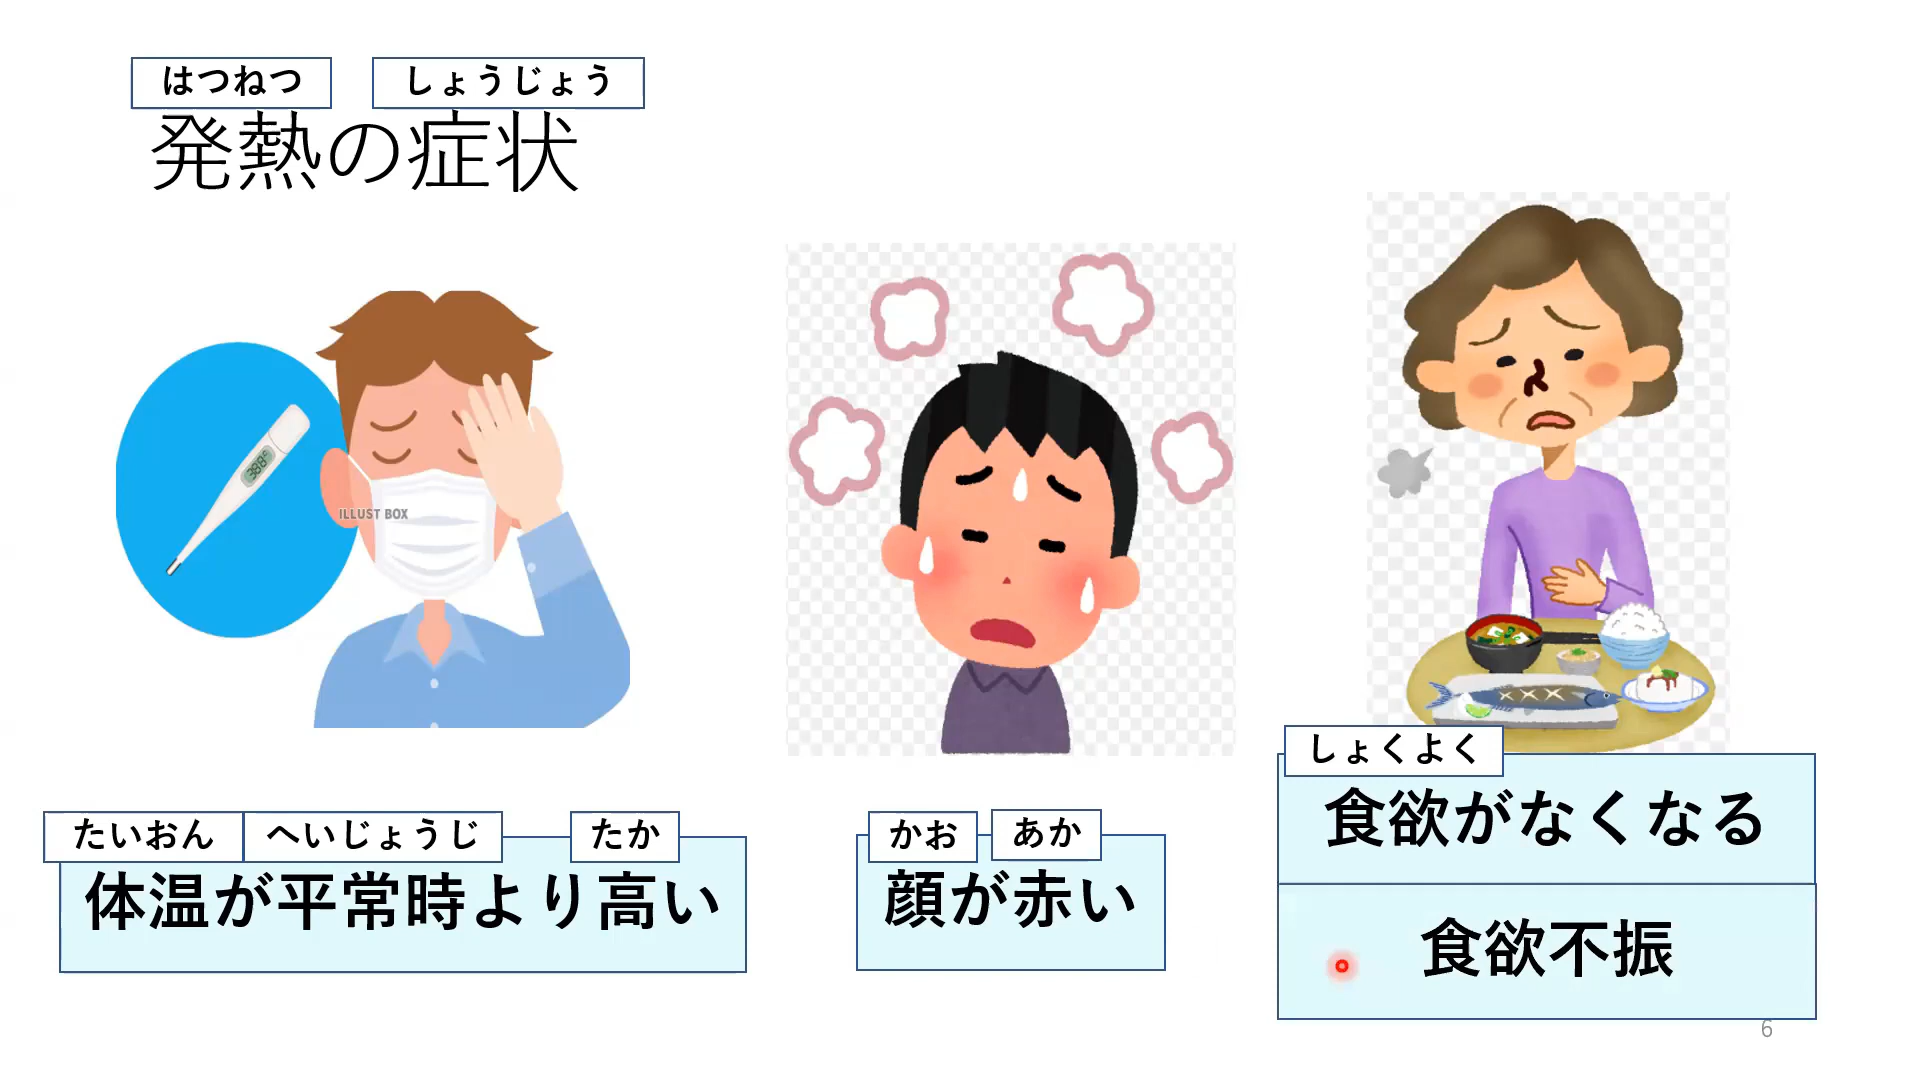 はつねつ しょうじょう
発熱の症状
ILLUST BOX
たいおん へいじょうじ たか
体温が平常時より高い
かお あか
顔が赤い
しょくよく
食欲がなくなる
食欲不振
6